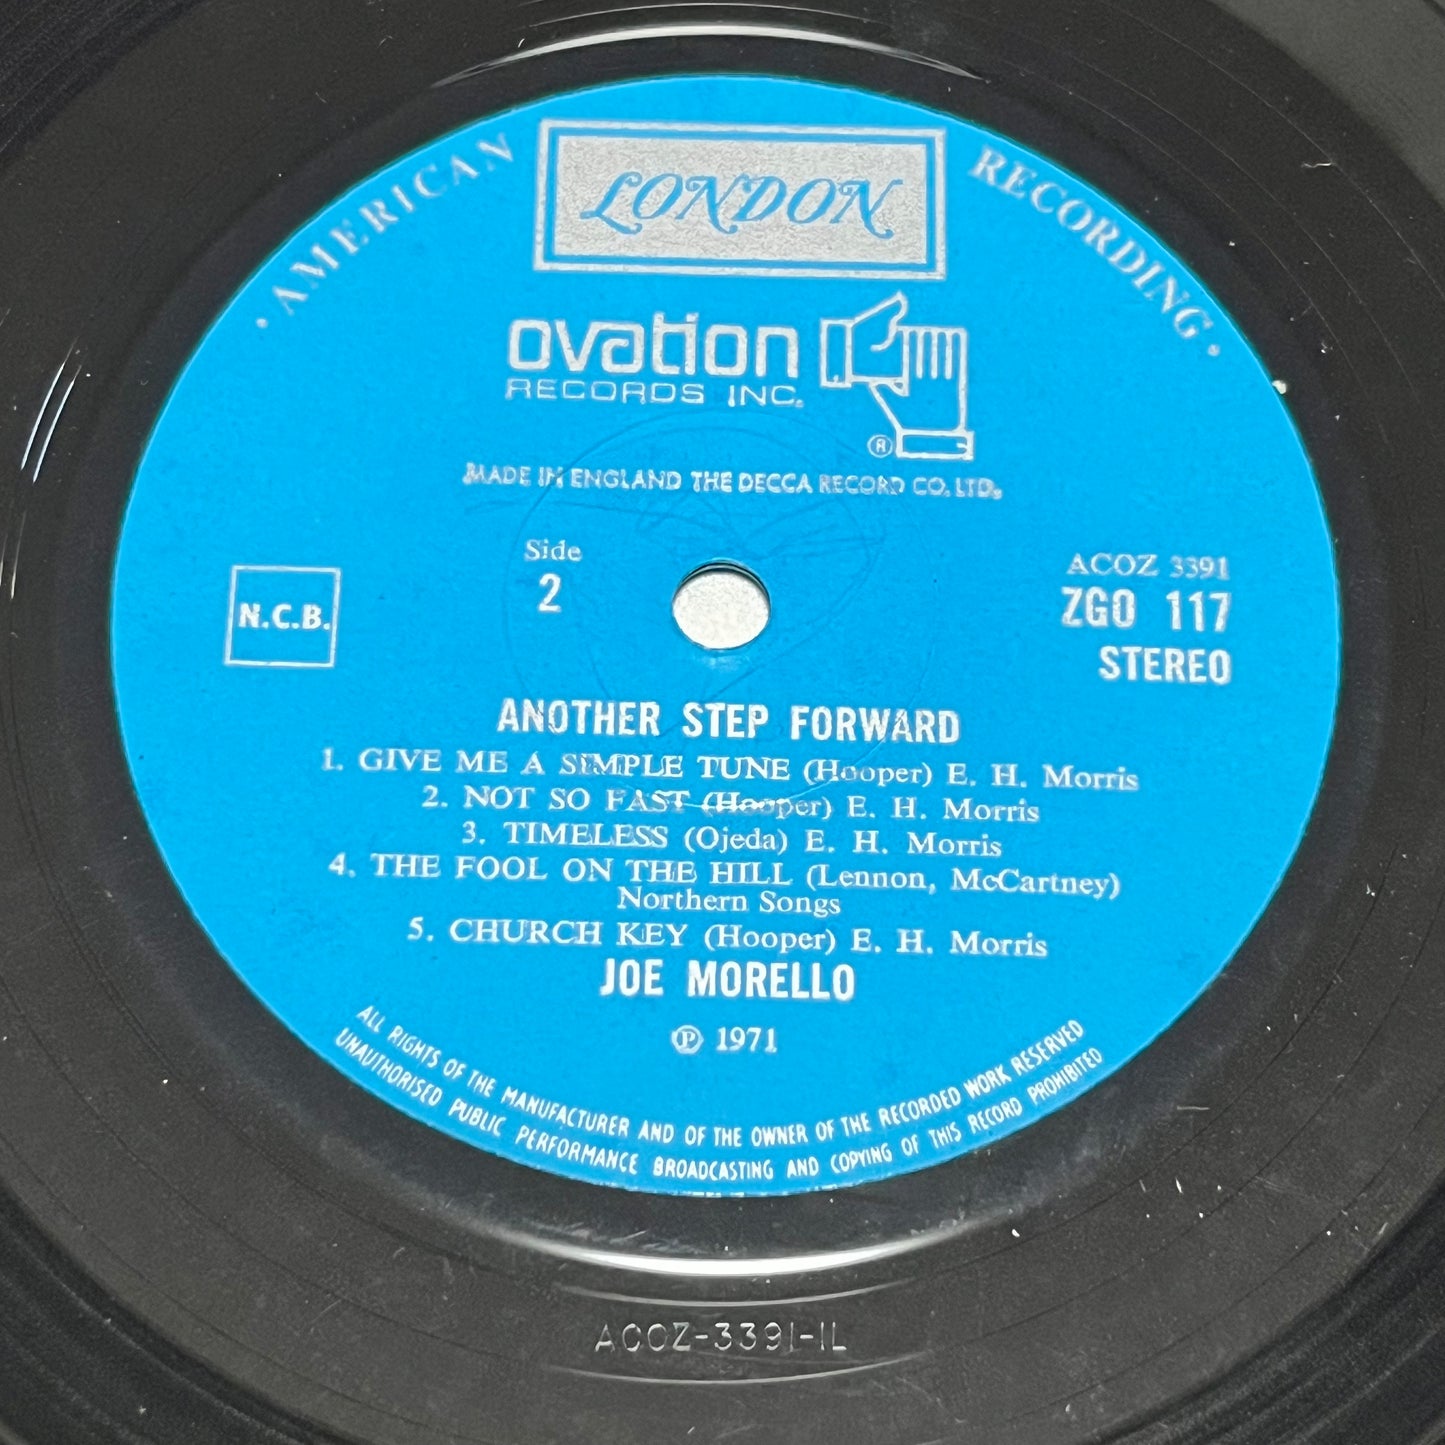 · AMERICAN RECORDING ·
LONDON
ovation
RECORDS INC.
®
MADE IN ENGLAND THE DECCA RECORD CO. LTD.
Side
2
ACOZ 3391
ZGO 117
STEREO
N.C.B.
ANOTHER STEP FORWARD
1. GIVE ME A SIMPLE TUNE (Hooper) E. H. Morris
2. NOT SO FAST (Hooper) E. H. Morris
3. TIMELESS (Ojeda) E. H. Morris
4. THE FOOL ON THE HILL (Lennon, McCartney)
Northern Songs
5. CHURCH KEY (Hooper) E. H. Morris
JOE MORELLO
℗ 1971
ALL RIGHTS OF THE MANUFACTURER AND OF THE OWNER OF THE RECORDED WORK RESERVED
UNAUTHORISED PUBLIC PERFORMANCE BROADCASTING AND COPYING OF THIS RECORD PROHIBITED
ACOZ-3391-1L